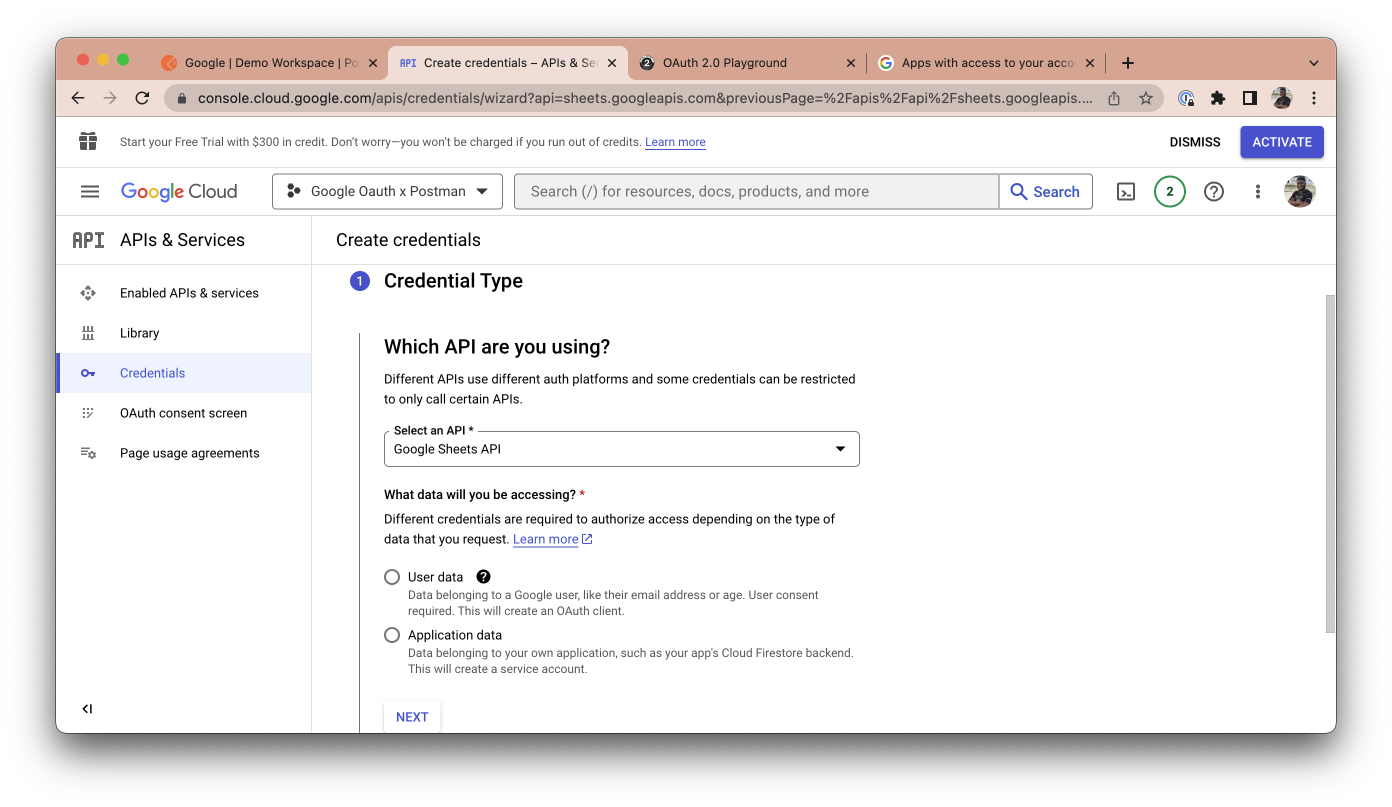 Google | Demo Workspace | Po
API Create credentials – APIs & Se
2 OAuth 2.0 Playground
G Apps with access to your acco
console.cloud.google.com/apis/credentials/wizard?api=sheets.googleapis.com&previousPage=%2Fapis%2Fapi%2Fsheets.googleapis....
Start your Free Trial with $300 in credit. Don’t worry—you won’t be charged if you run out of credits. Learn more
DISMISS
ACTIVATE
Google Cloud
Google Oauth x Postman
Search (/) for resources, docs, products, and more
Search
2
API APIs & Services
Create credentials
Enabled APIs & services
Library
Credentials
OAuth consent screen
Page usage agreements
1 Credential Type
Which API are you using?
Different APIs use different auth platforms and some credentials can be restricted
to only call certain APIs.
Select an API *
Google Sheets API
What data will you be accessing? *
Different credentials are required to authorize access depending on the type of
data that you request. Learn more
User data
Data belonging to a Google user, like their email address or age. User consent
required. This will create an OAuth client.
Application data
Data belonging to your own application, such as your app's Cloud Firestore backend.
This will create a service account.
NEXT